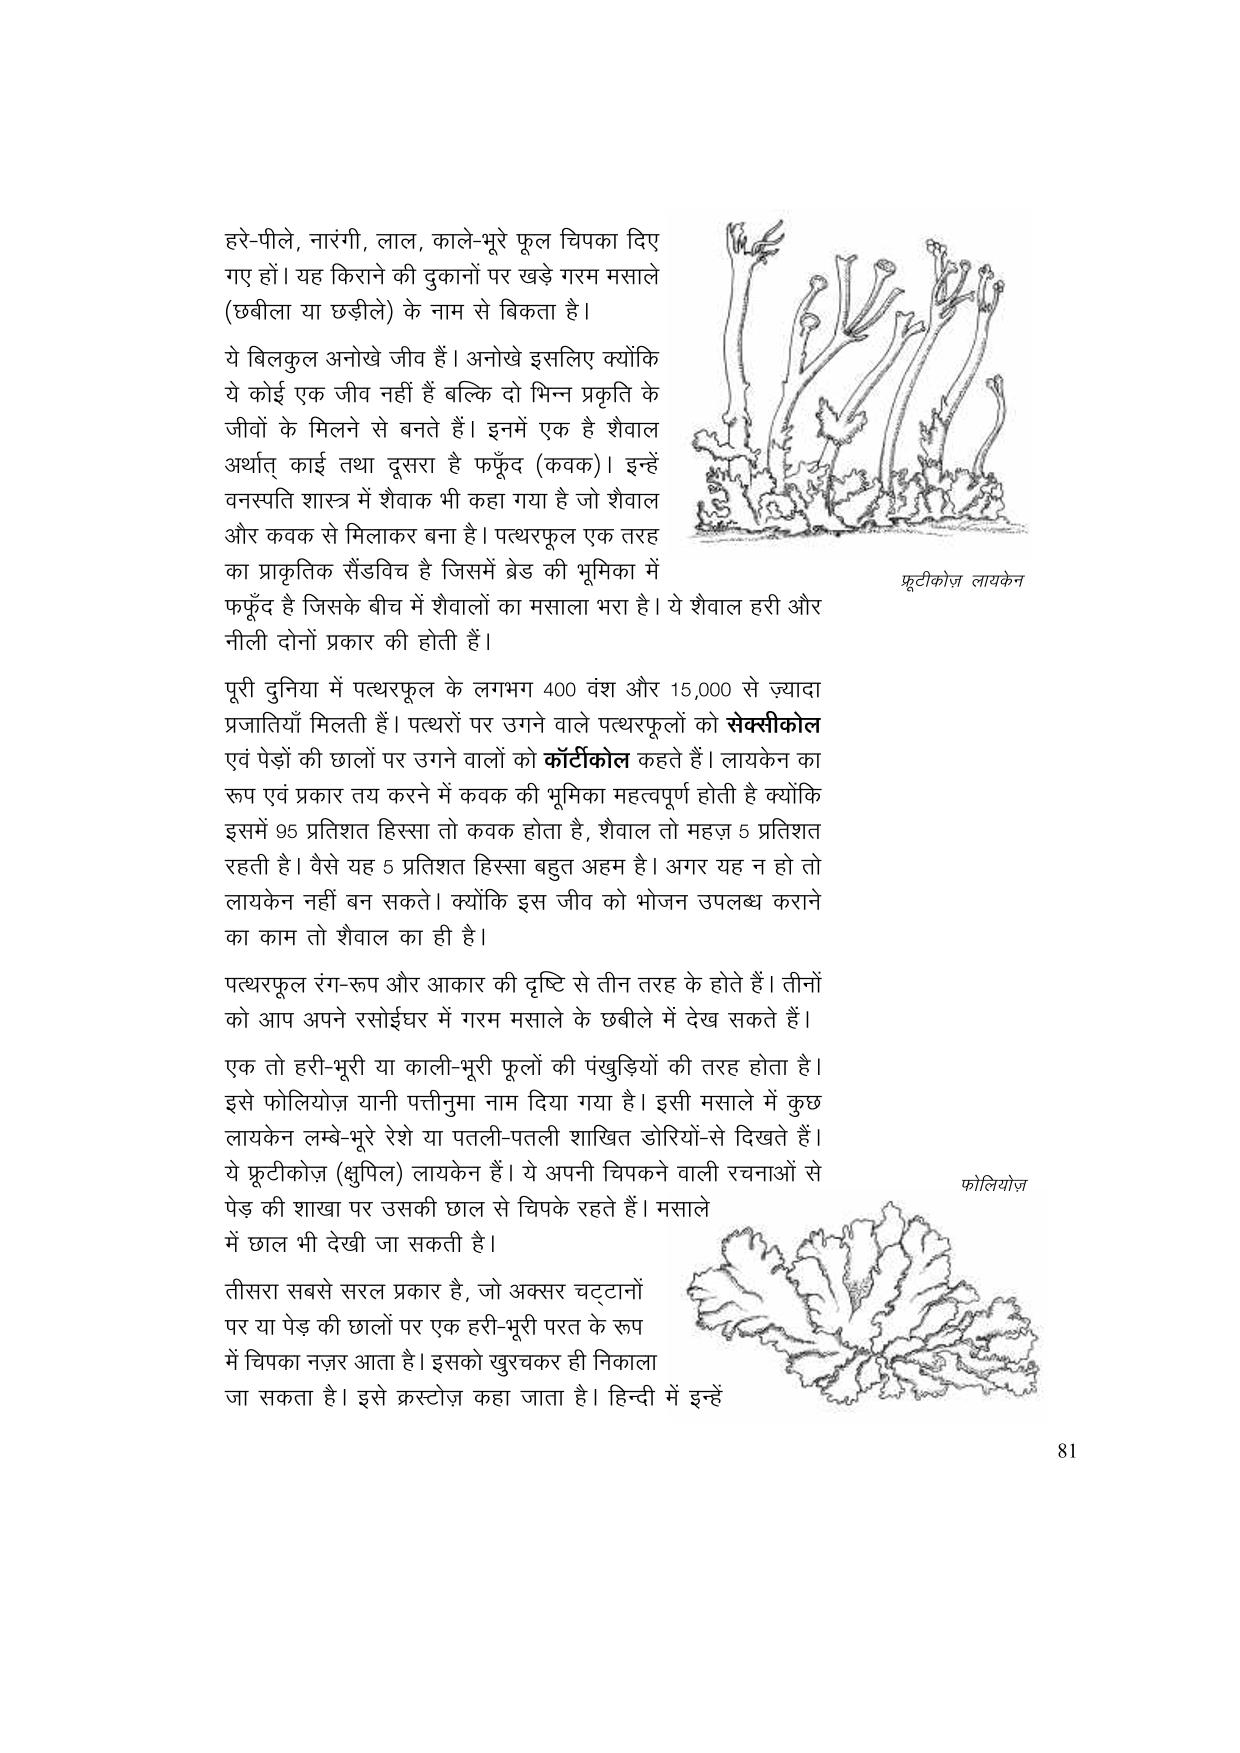 हरे-पीले, नारंगी, लाल, काले-भूरे फूल चिपका दिए
गए हों। यह किराने की दुकानों पर खड़े गरम मसाले
(छबीला या छड़ीले) के नाम से बिकता है।
ये बिलकुल अनोखे जीव हैं। अनोखे इसलिए क्योंकि
ये कोई एक जीव नहीं हैं बल्कि दो भिन्न प्रकृति के
जीवों के मिलने से बनते हैं। इनमें एक है शैवाल
अर्थात् काई तथा दूसरा है फफूँद (कवक)। इन्हें
वनस्पति शास्त्र में शैवाक भी कहा गया है जो शैवाल
और कवक से मिलाकर बना है। पत्थरफूल एक तरह
का प्राकृतिक सैंडविच है जिसमें ब्रेड की भूमिका में
फफूँद है जिसके बीच में शैवालों का मसाला भरा है। ये शैवाल हरी और
नीली दोनों प्रकार की होती हैं।
फ्रूटीकोज़ लायकेन
पूरी दुनिया में पत्थरफूल के लगभग 400 वंश और 15,000 से ज़्यादा
प्रजातियाँ मिलती हैं। पत्थरों पर उगने वाले पत्थरफूलों को सेक्सीकोल
एवं पेड़ों की छालों पर उगने वालों को कॉर्टीकोल कहते हैं। लायकेन का
रूप एवं प्रकार तय करने में कवक की भूमिका महत्वपूर्ण होती है क्योंकि
इसमें 95 प्रतिशत हिस्सा तो कवक होता है, शैवाल तो महज़ 5 प्रतिशत
रहती है। वैसे यह 5 प्रतिशत हिस्सा बहुत अहम है। अगर यह न हो तो
लायकेन नहीं बन सकते। क्योंकि इस जीव को भोजन उपलब्ध कराने
का काम तो शैवाल का ही है।
पत्थरफूल रंग-रूप और आकार की दृष्टि से तीन तरह के होते हैं। तीनों
को आप अपने रसोईघर में गरम मसाले के छबीले में देख सकते हैं।
एक तो हरी-भूरी या काली-भूरी फूलों की पंखुड़ियों की तरह होता है।
इसे फोलियोज़ यानी पत्तीनुमा नाम दिया गया है। इसी मसाले में कुछ
लायकेन लम्बे-भूरे रेशे या पतली-पतली शाखित डोरियों-से दिखते हैं।
ये फ्रूटीकोज़ (क्षुपिल) लायकेन हैं। ये अपनी चिपकने वाली रचनाओं से
पेड़ की शाखा पर उसकी छाल से चिपके रहते हैं। मसाले
में छाल भी देखी जा सकती है।
फोलियोज़
तीसरा सबसे सरल प्रकार है, जो अक्सर चट्टानों
पर या पेड़ की छालों पर एक हरी-भूरी परत के रूप
में चिपका नज़र आता है। इसको खुरचकर ही निकाला
जा सकता है। इसे क्रस्टोज़ कहा जाता है। हिन्दी में इन्हें
81